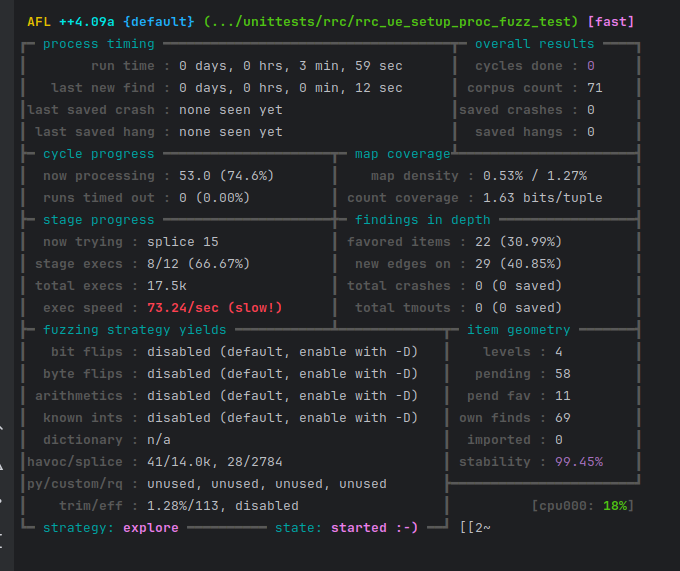 AFL ++4.09a {default} (.../unittests/rrc/rrc_ue_setup_proc_fuzz_test) [fast]
process timing overall results
run time : 0 days, 0 hrs, 3 min, 59 sec cycles done : 0
last new find : 0 days, 0 hrs, 0 min, 12 sec corpus count : 71
last saved crash : none seen yet saved crashes : 0
last saved hang : none seen yet saved hangs : 0
cycle progress map coverage
now processing : 53.0 (74.6%) map density : 0.53% / 1.27%
runs timed out : 0 (0.00%) count coverage : 1.63 bits/tuple
stage progress findings in depth
now trying : splice 15 favored items : 22 (30.99%)
stage execs : 8/12 (66.67%) new edges on : 29 (40.85%)
total execs : 17.5k total crashes : 0 (0 saved)
exec speed : 73.24/sec (slow!) total tmouts : 0 (0 saved)
fuzzing strategy yields item geometry
bit flips : disabled (default, enable with -D) levels : 4
byte flips : disabled (default, enable with -D) pending : 58
arithmetics : disabled (default, enable with -D) pend fav : 11
known ints : disabled (default, enable with -D) own finds : 69
dictionary : n/a imported : 0
havoc/splice : 41/14.0k, 28/2784 stability : 99.45%
py/custom/rq : unused, unused, unused, unused
trim/eff : 1.28%/113, disabled [cpu000: 18%]
strategy: explore state: started :-) [[2~